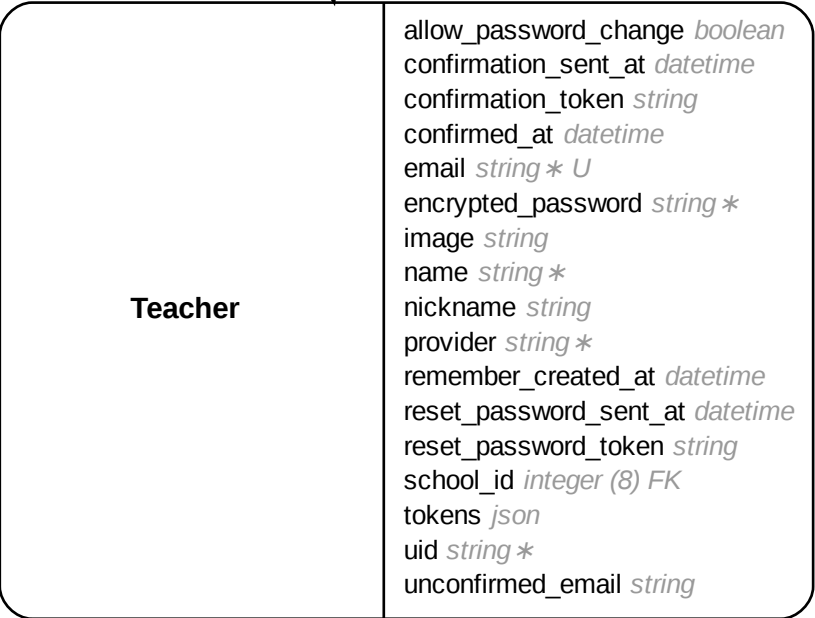 Teacher
allow_password_change boolean
confirmation_sent_at datetime
confirmation_token string
confirmed_at datetime
email string ∗ U
encrypted_password string ∗
image string
name string ∗
nickname string
provider string ∗
remember_created_at datetime
reset_password_sent_at datetime
reset_password_token string
school_id integer (8) FK
tokens json
uid string ∗
unconfirmed_email string